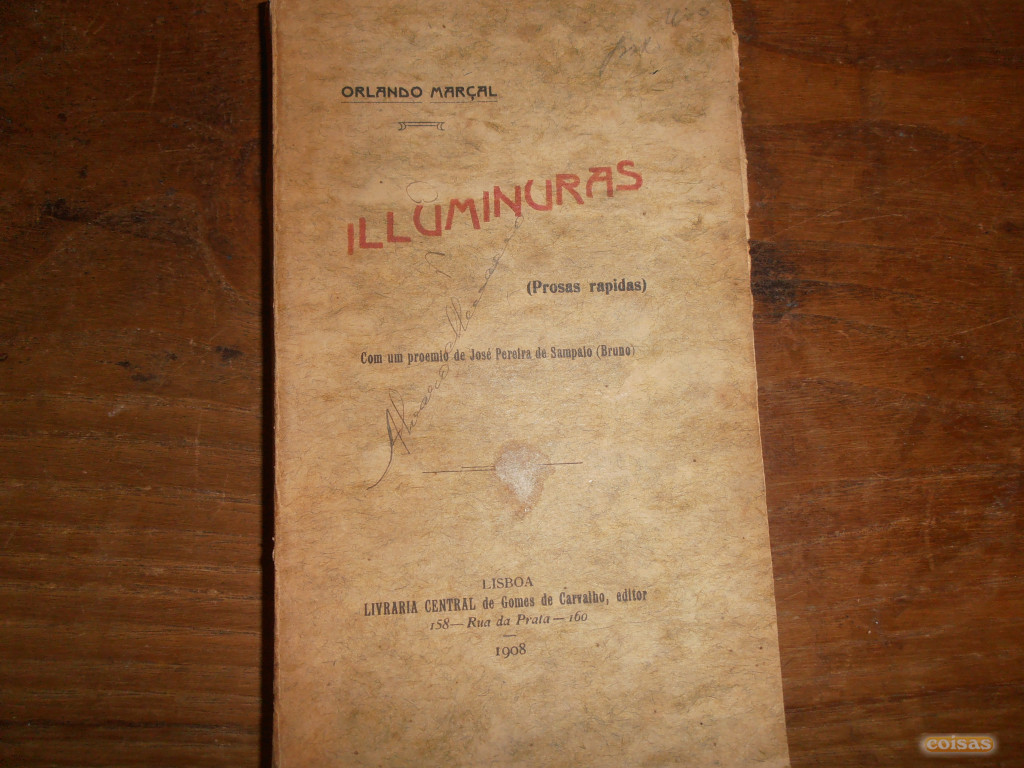 ORLANDO MARÇAL
ILLUMINURAS
(Prosas rapidas)
Com um proemio de José Pereira de Sampaio (Bruno)
LISBOA
LIVRARIA CENTRAL de Gomes de Carvalho, editor
158—Rua da Prata—160
1908
coisas